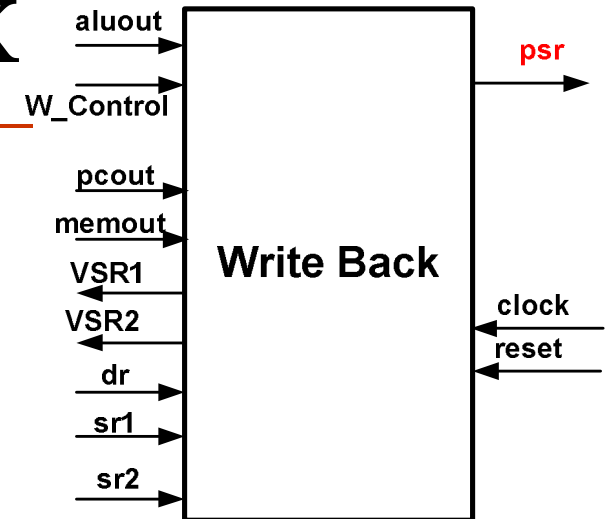 aluout
psr
W_Control
pcout
memout
Write Back
VSR1
clock
VSR2
reset
dr
sr1
sr2